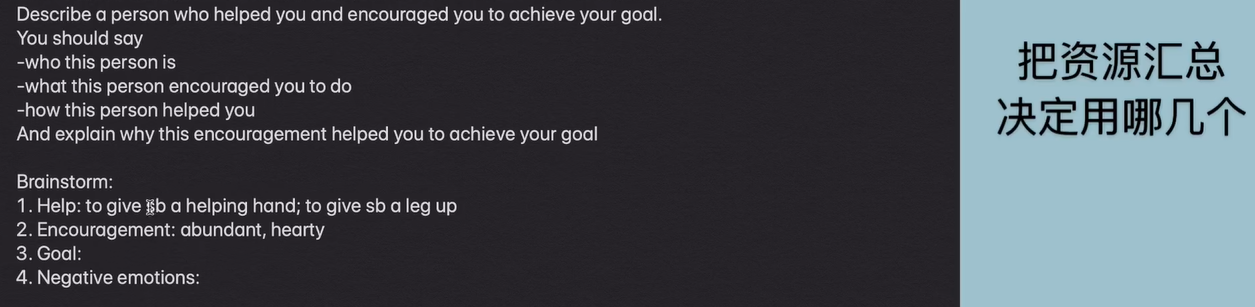 Describe a person who helped you and encouraged you to achieve your goal.
You should say
-who this person is
-what this person encouraged you to do
-how this person helped you
And explain why this encouragement helped you to achieve your goal
Brainstorm:
1. Help: to give sb a helping hand; to give sb a leg up
2. Encouragement: abundant, hearty
3. Goal:
4. Negative emotions:
把资源汇总
决定用哪几个